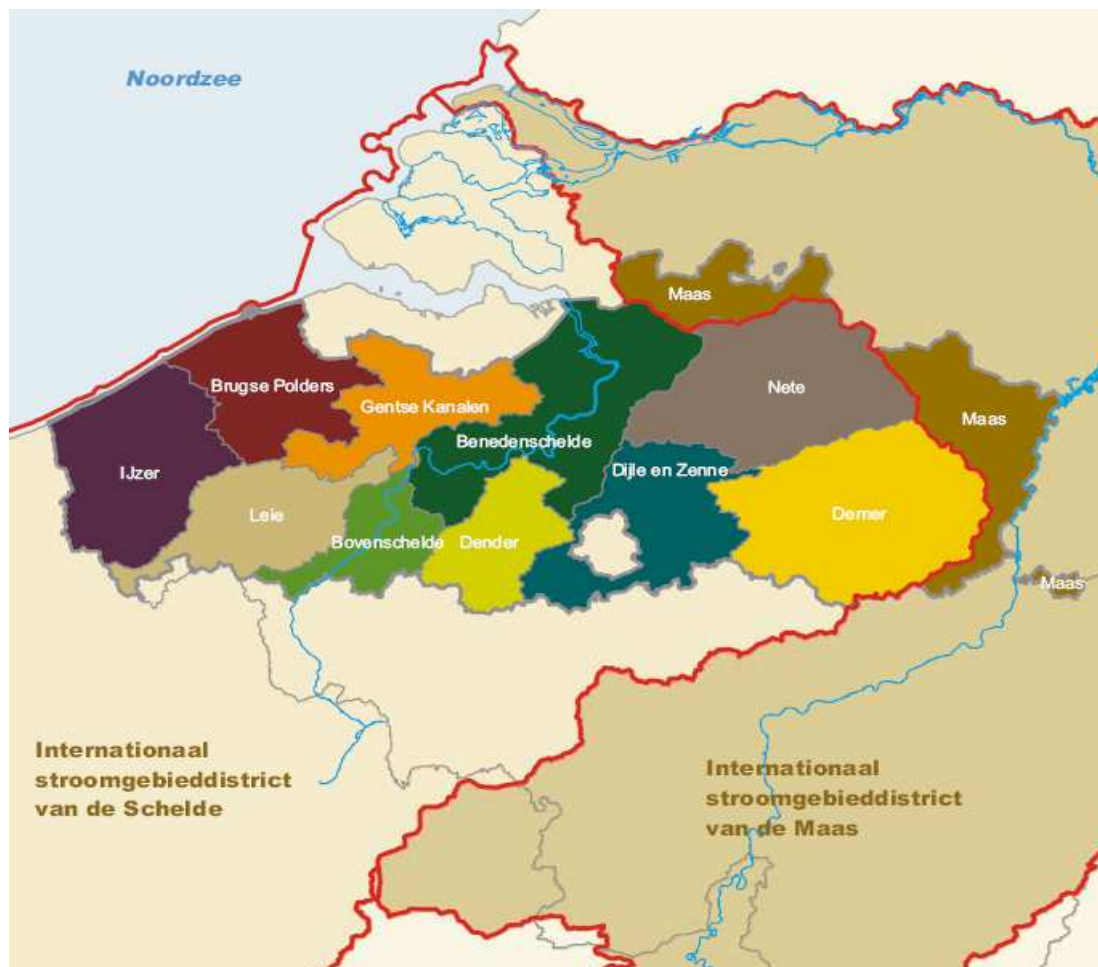 Noordzee
Maas
Brugse Polders
Nete
Gentse Kanalen
Maas
Benedenschelde
IJzer
Dijle en Zenne
Leie
Demer
Bovenschelde
Dender
Maas
Internationaal
stroomgebieddistrict
van de Schelde
Internationaal
stroomgebieddistrict
van de Maas